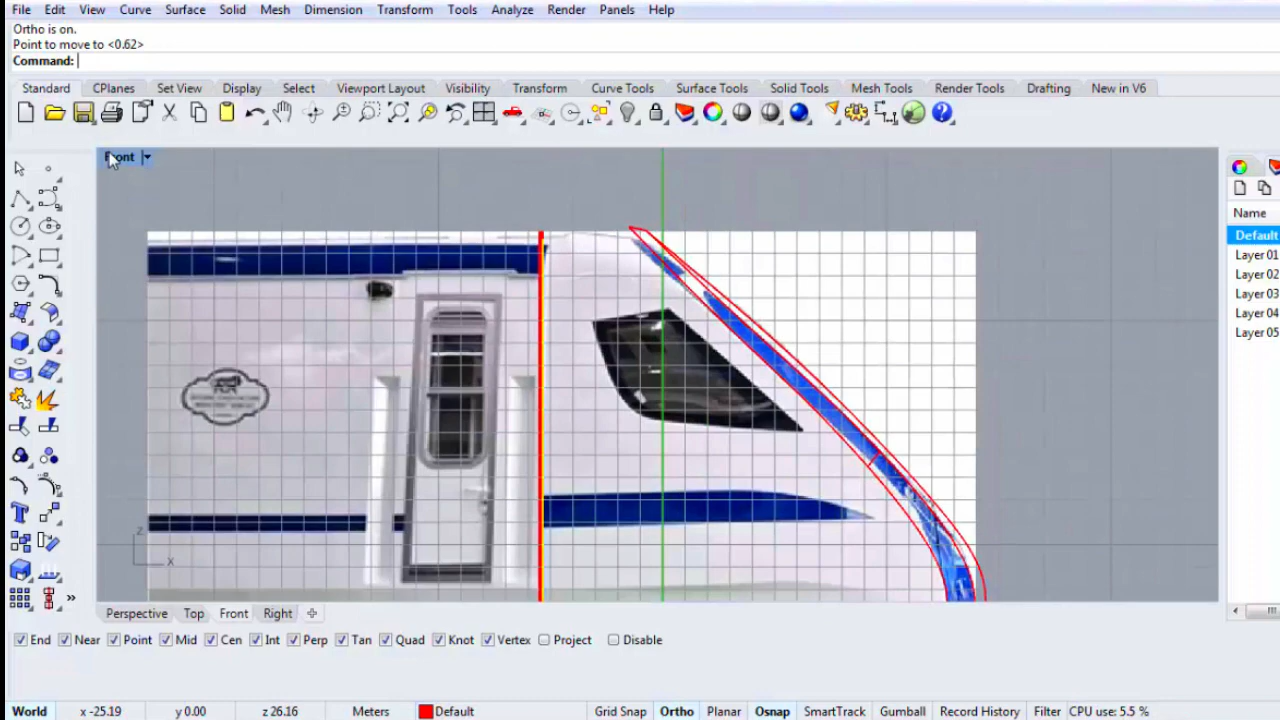 File Edit View Curve Surface Solid Mesh Dimension Transform Tools Analyze Render Panels Help
Ortho is on.
Point to move to <0.62>
Command:
Standard CPlanes Set View Display Select Viewport Layout Visibility Transform Curve Tools Surface Tools Solid Tools Mesh Tools Render Tools Drafting New in V6
Front
Name
Default
Layer 01
Layer 02
Layer 03
Layer 04
Layer 05
Z
X
Perspective Top Front Right
End Near Point Mid Cen Int Perp Tan Quad Knot Vertex Project Disable
World x -25.19 y 0.00 z 26.16 Meters Default Grid Snap Ortho Planar Osnap SmartTrack Gumball Record History Filter CPU use: 5.5 %